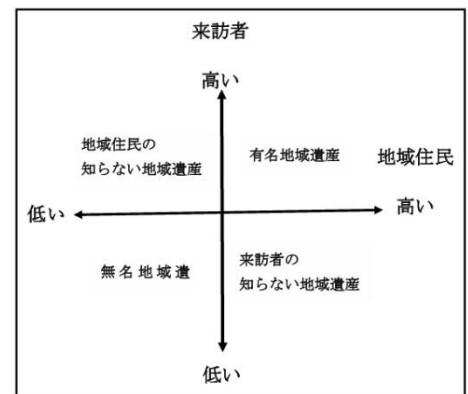 来訪者
高い
地域住民の
知らない地域遺産
有名地域遺産
地域住民
低い
高い
無名地域遺
来訪者の
知らない地域遺産
低い